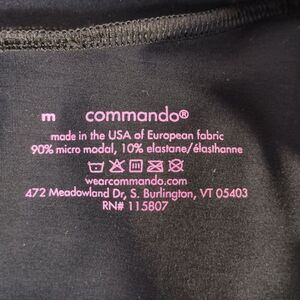 m commando®
made in the USA of European fabric
90% micro modal, 10% elastane/élasthanne
wearcommando.com
472 Meadowland Dr, S. Burlington, VT 05403
RN# 115807